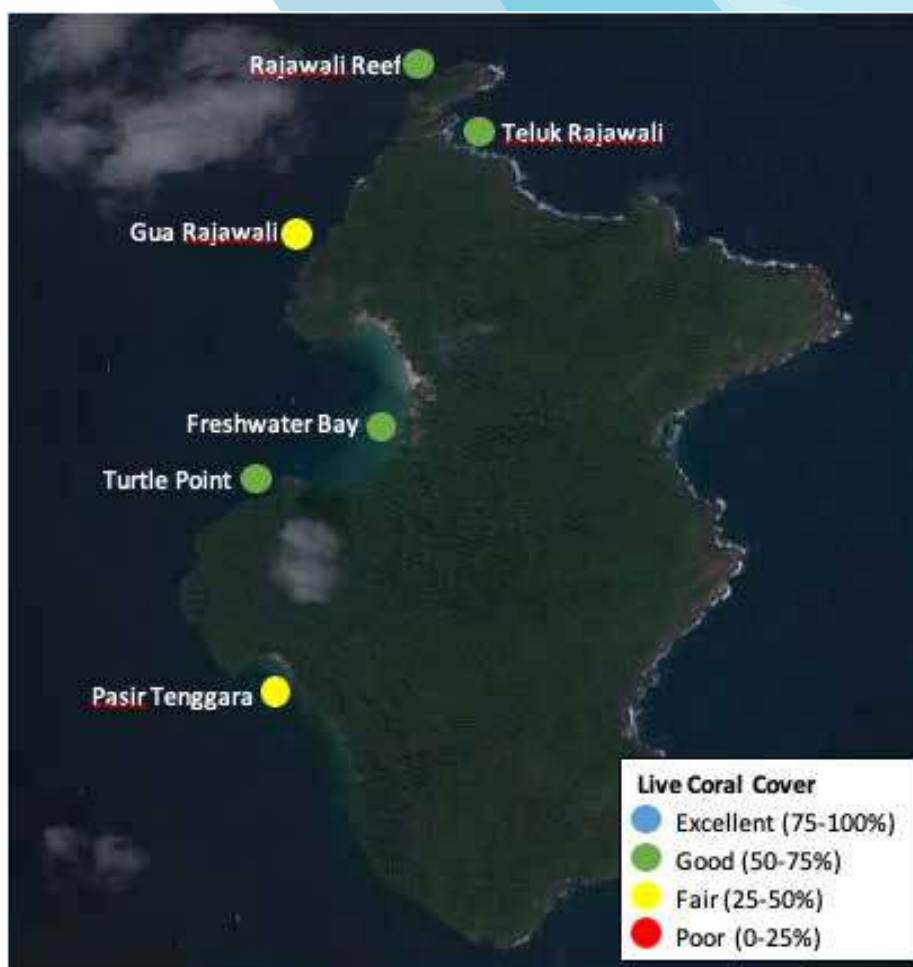 Rajawali Reef
Teluk Rajawali
Gua Rajawali
Freshwater Bay
Turtle Point
Pasir Tenggara
Live Coral Cover
Excellent (75-100%)
Good (50-75%)
Fair (25-50%)
Poor (0-25%)